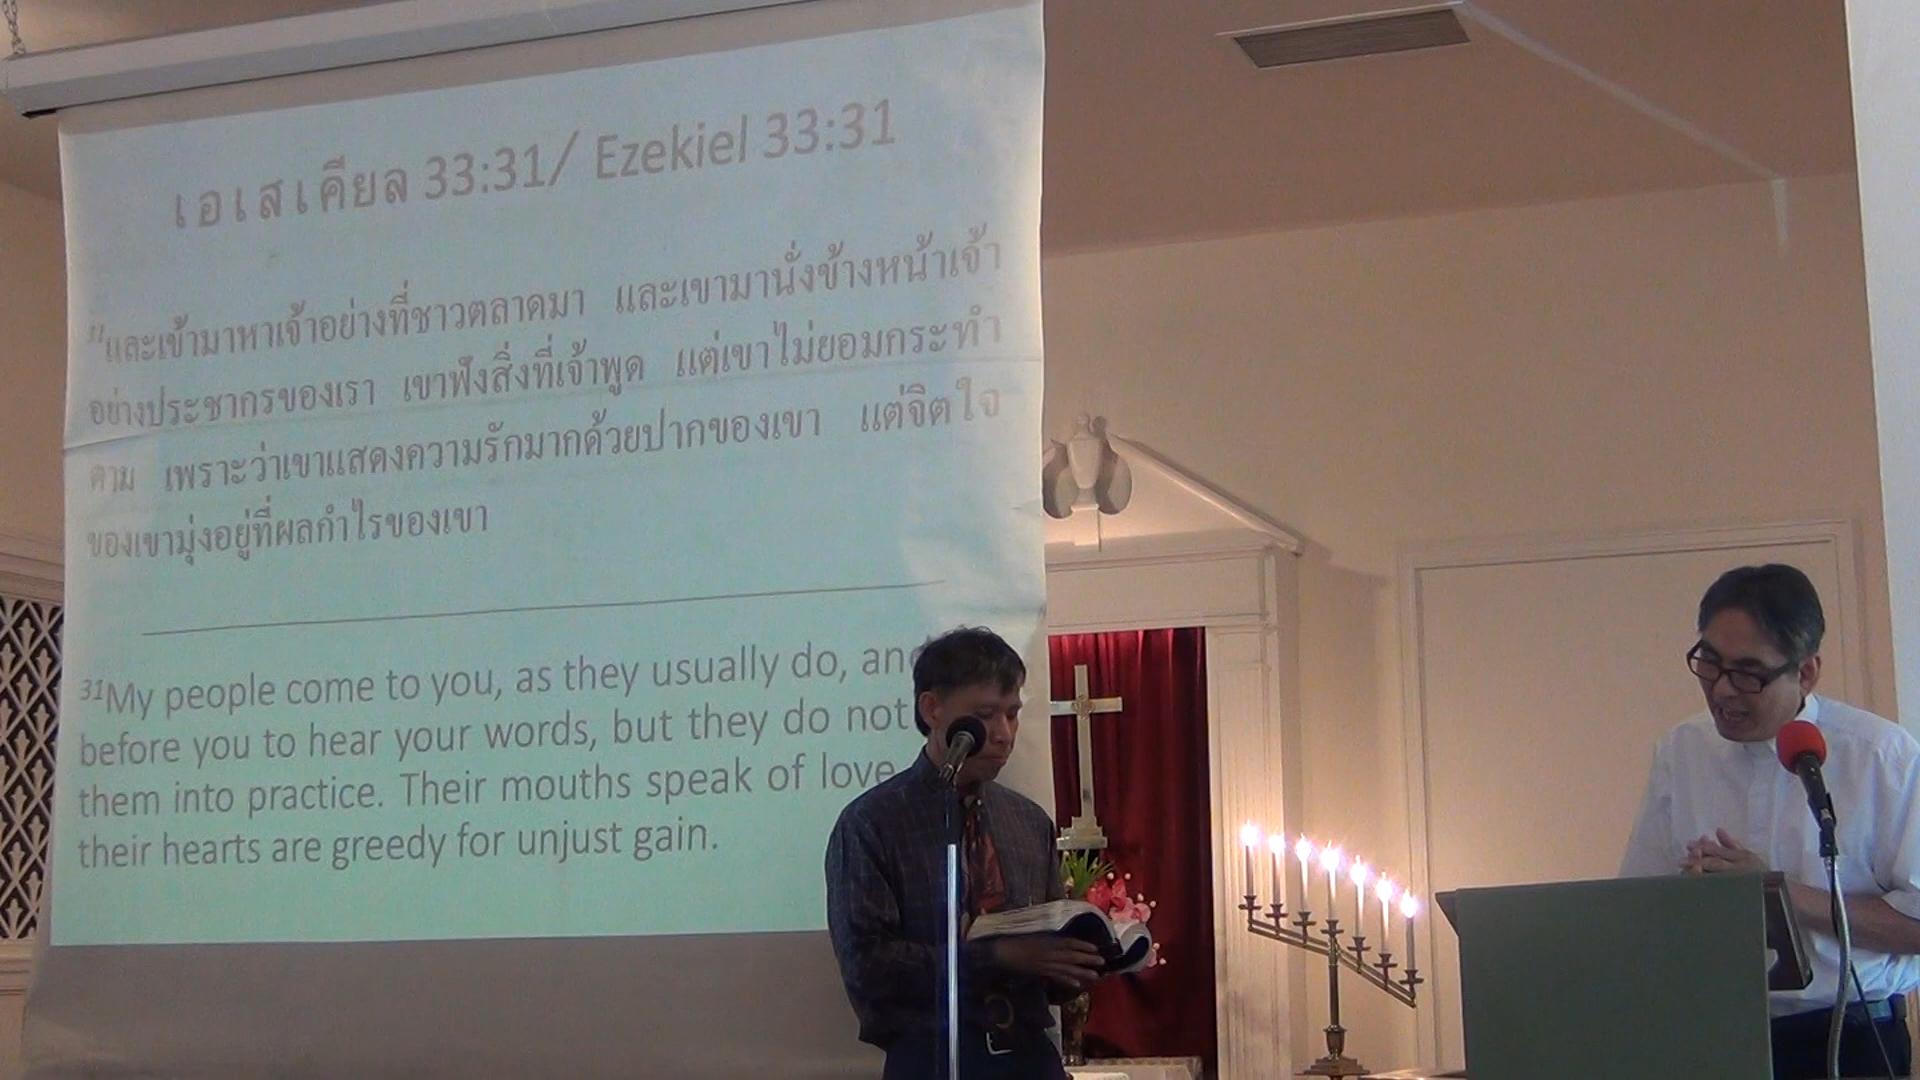 เอเสเคียล 33:31/ Ezekiel 33:31
31และเข้ามาหาเจ้าอย่างที่ชาวตลาดมา และเขามานั่งข้างหน้าเจ้า
อย่างประชากรของเรา เขาฟังสิ่งที่เจ้าพูด แต่เขาไม่ยอมกระทำ
ตาม เพราะว่าเขาแสดงความรักมากด้วยปากของเขา แต่จิตใจ
ของเขามุ่งอยู่ที่ผลกำไรของเขา
31My people come to you, as they usually do, and
before you to hear your words, but they do not
them into practice. Their mouths speak of love
their hearts are greedy for unjust gain.